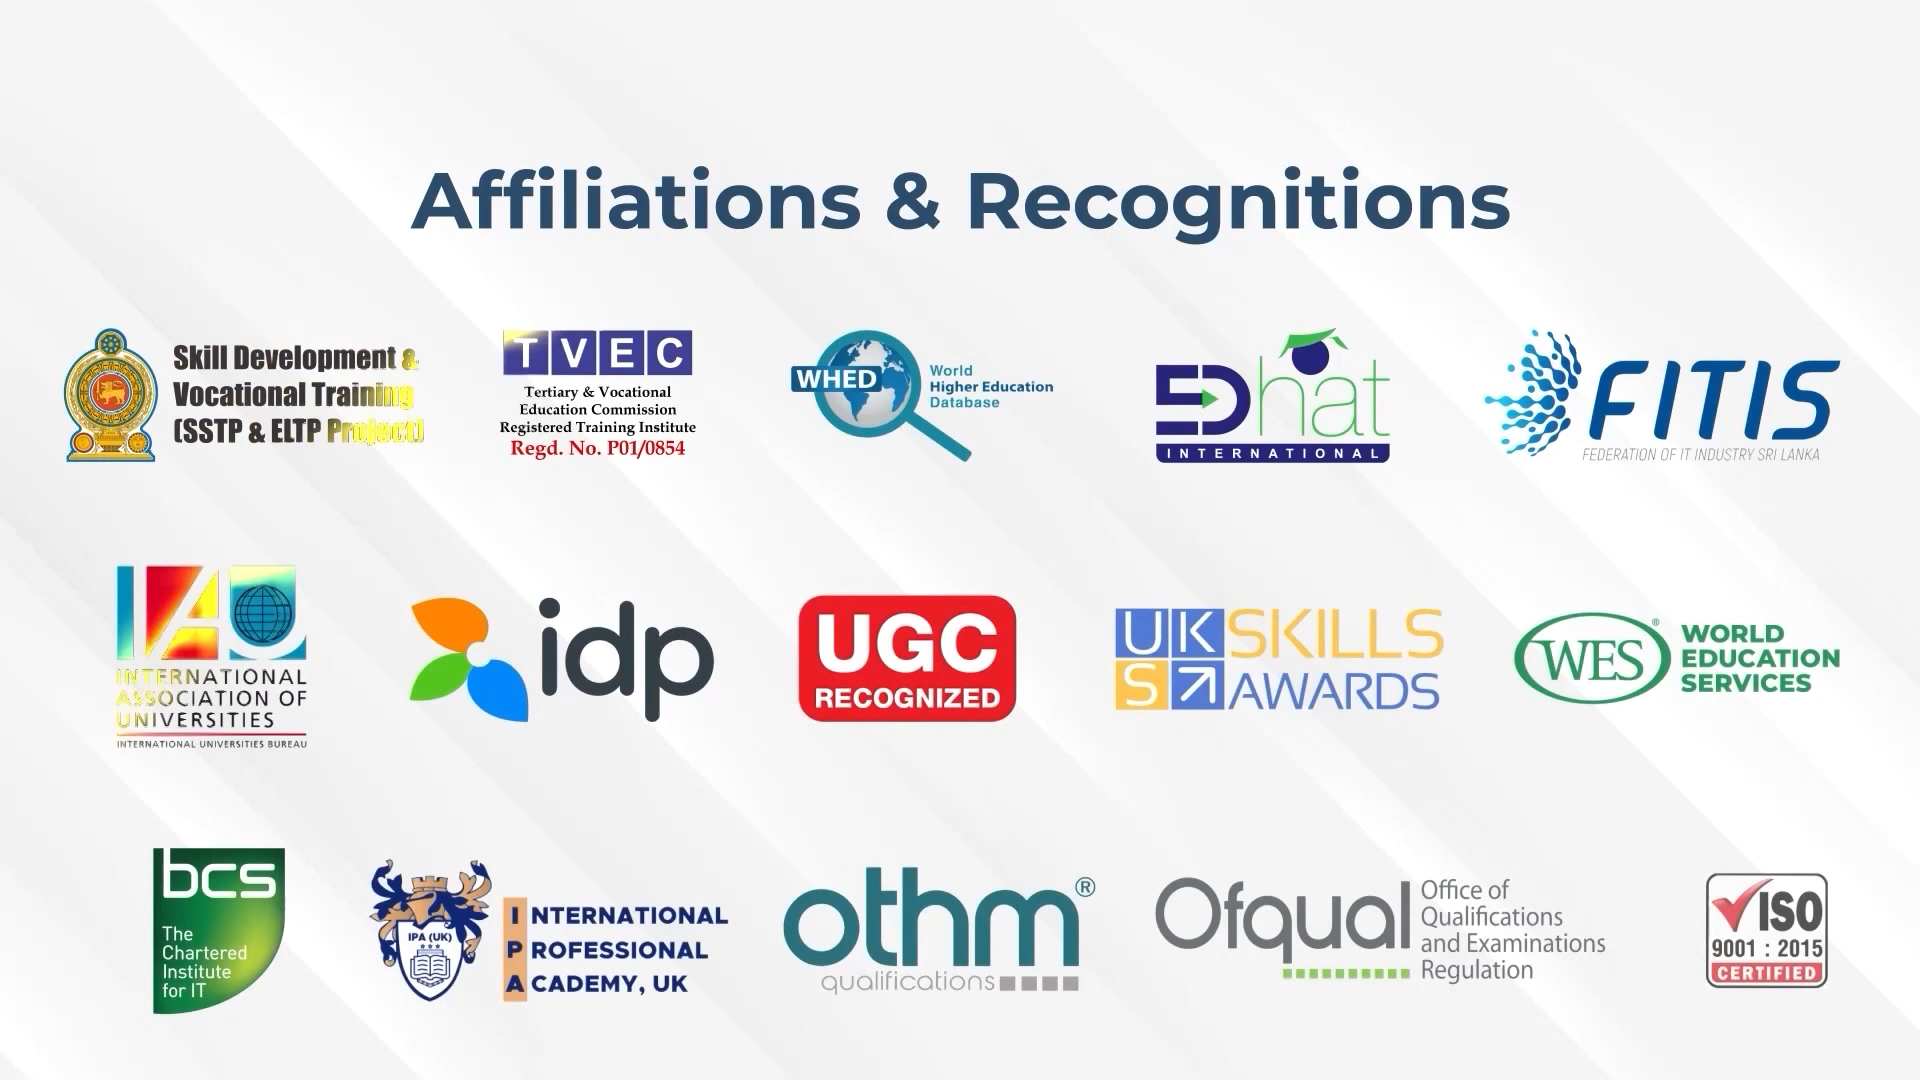 Affiliations & Recognitions
Skill Development &
Vocational Training
(SSTP & ELTP Project)
TVEC
Tertiary & Vocational
Education Commission
Registered Training Institute
Regd. No. P01/0854
WHED
World
Higher Education
Database
EDhat
INTERNATIONAL
FITIS
FEDERATION OF IT INDUSTRY SRI LANKA
IAU
INTERNATIONAL
ASSOCIATION OF
UNIVERSITIES
INTERNATIONAL UNIVERSITIES BUREAU
idp
UGC
RECOGNIZED
UK SKILLS
S AWARDS
WES®
WORLD
EDUCATION
SERVICES
bcs
The
Chartered
Institute
for IT
IPA (UK)
INTERNATIONAL
PROFESSIONAL
ACADEMY, UK
othm®
qualifications
Ofqual
Office of
Qualifications
and Examinations
Regulation
ISO
9001 : 2015
CERTIFIED